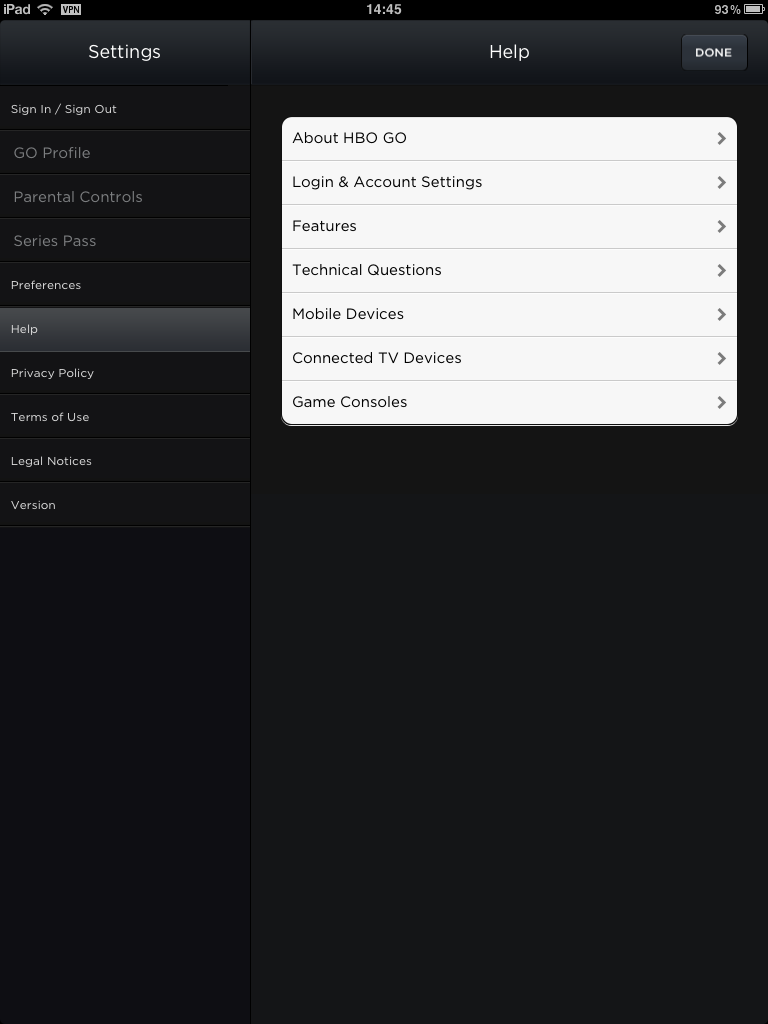 iPad VPN 14:45 93%
Settings
Help
DONE
Sign In / Sign Out
GO Profile
Parental Controls
Series Pass
Preferences
Help
Privacy Policy
Terms of Use
Legal Notices
Version
About HBO GO
Login & Account Settings
Features
Technical Questions
Mobile Devices
Connected TV Devices
Game Consoles